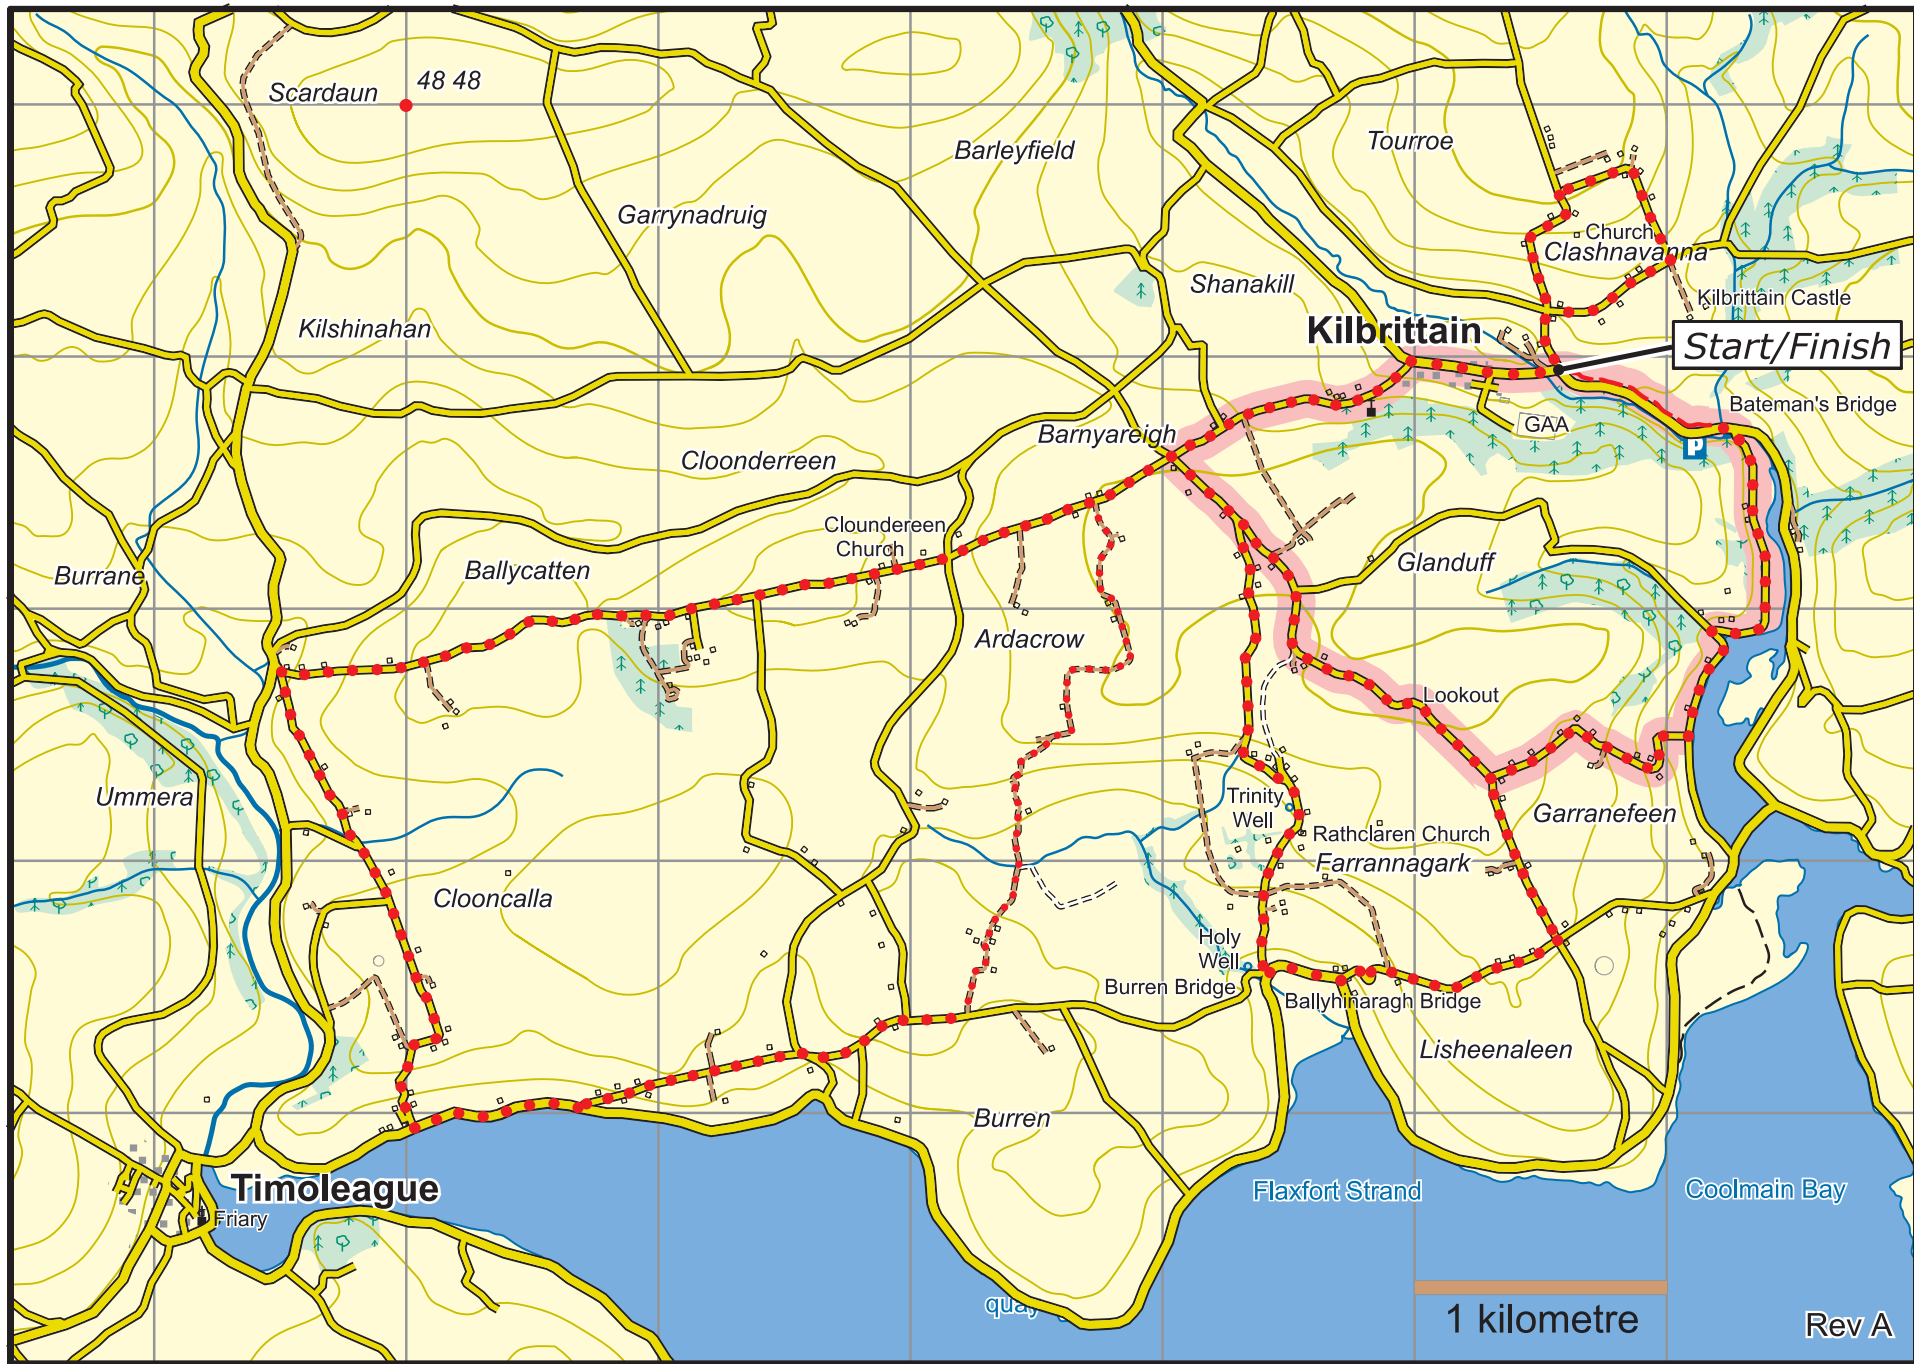 Scardaun
48 48
Barleyfield
Tourroe
Garrynadruig
Church
Clashnavanna
Shanakill
Kilbrittain Castle
Kilshinahan
Kilbrittain
Start/Finish
Bateman's Bridge
GAA
P
Barnyareigh
Cloonderreen
Cloundereen
Church
Ballycatten
Burrane
Glanduff
Ardacrow
Lookout
Ummera
Trinity
Well
Garranefeen
Rathclaren Church
Farrannagark
Clooncalla
Holy
Well
Burren Bridge
Ballyhinaragh Bridge
Lisheenaleen
Burren
Timoleague
Friary
Flaxfort Strand
Coolmain Bay
quay
1 kilometre
Rev A